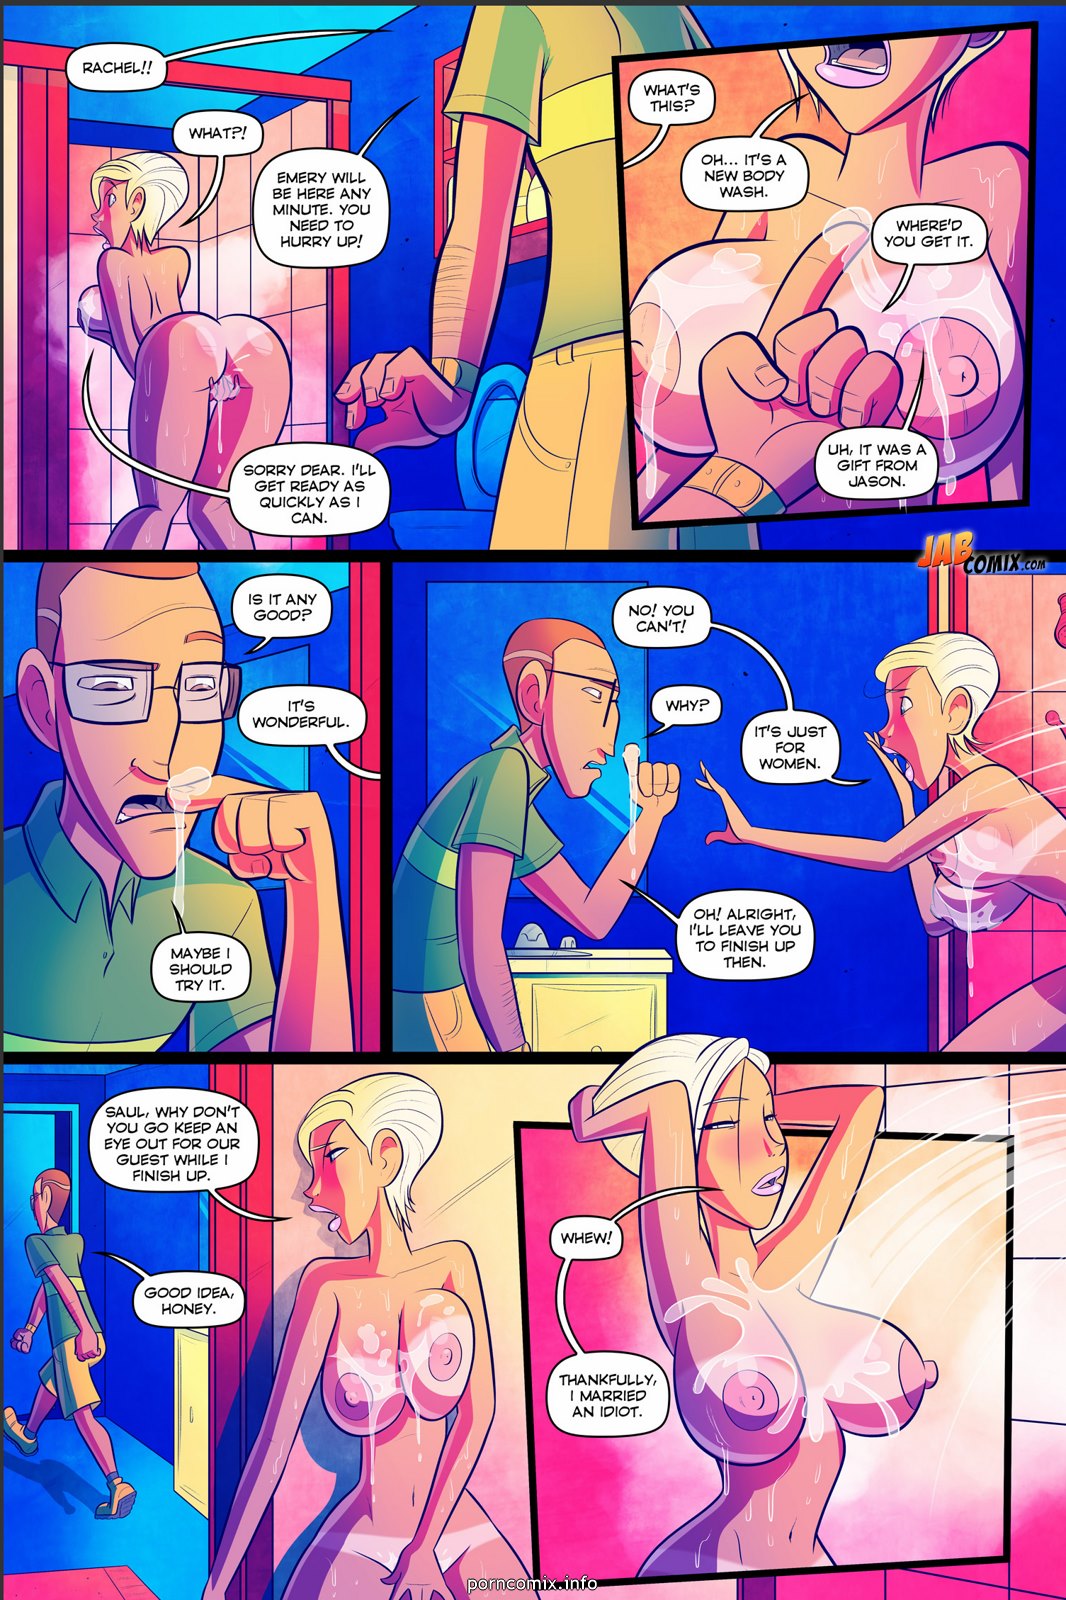 RACHEL!!
WHAT?!
EMERY WILL
BE HERE ANY
MINUTE. YOU
NEED TO
HURRY UP!
SORRY DEAR. I'LL
GET READY AS
QUICKLY AS I
CAN.
WHAT'S
THIS?
OH... IT'S A
NEW BODY
WASH.
WHERE'D
YOU GET IT.
UH, IT WAS A
GIFT FROM
JASON.
JAB
COMIX.COM
IS IT ANY
GOOD?
IT'S
WONDERFUL.
MAYBE I
SHOULD
TRY IT.
NO! YOU
CAN'T!
WHY?
IT'S JUST
FOR
WOMEN.
OH! ALRIGHT,
I'LL LEAVE YOU
TO FINISH UP
THEN.
SAUL, WHY DON'T
YOU GO KEEP AN
EYE OUT FOR OUR
GUEST WHILE I
FINISH UP.
GOOD IDEA,
HONEY.
WHEW!
THANKFULLY,
I MARRIED
AN IDIOT.
porncomix.info